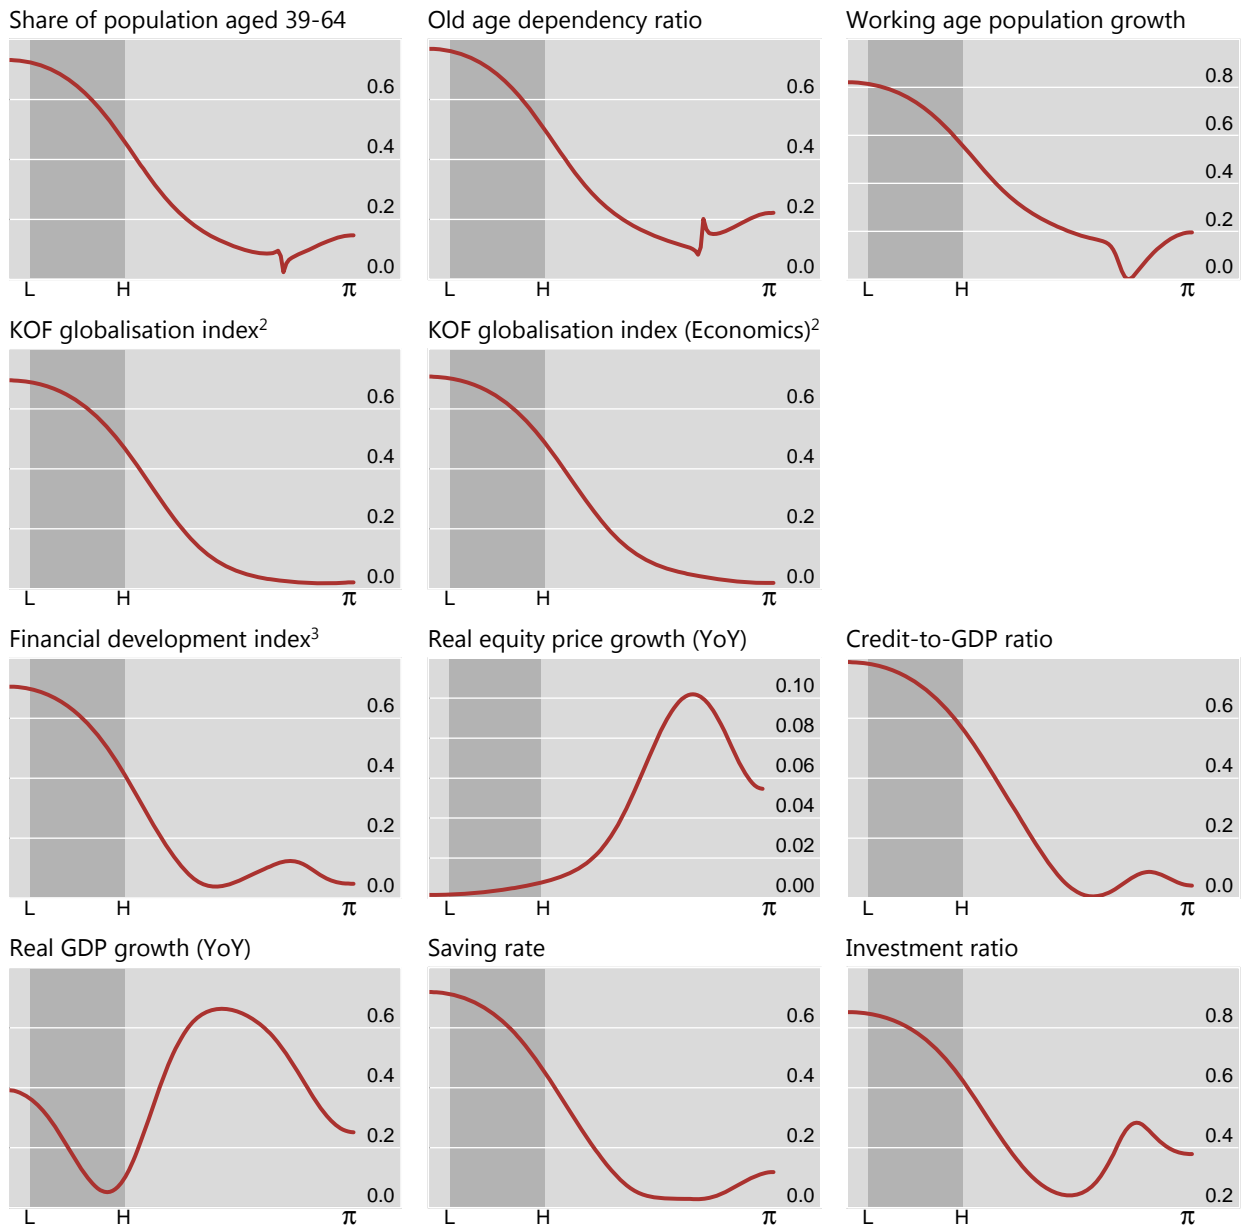 Share of population aged 39-64
0.6
0.4
0.2
0.0
L H π
Old age dependency ratio
0.6
0.4
0.2
0.0
L H π
Working age population growth
0.8
0.6
0.4
0.2
0.0
L H π
KOF globalisation index²
0.6
0.4
0.2
0.0
L H π
KOF globalisation index (Economics)²
0.6
0.4
0.2
0.0
L H π
Financial development index³
0.6
0.4
0.2
0.0
L H π
Real equity price growth (YoY)
0.10
0.08
0.06
0.04
0.02
0.00
L H π
Credit-to-GDP ratio
0.6
0.4
0.2
0.0
L H π
Real GDP growth (YoY)
0.6
0.4
0.2
0.0
L H π
Saving rate
0.6
0.4
0.2
0.0
L H π
Investment ratio
0.8
0.6
0.4
0.2
L H π